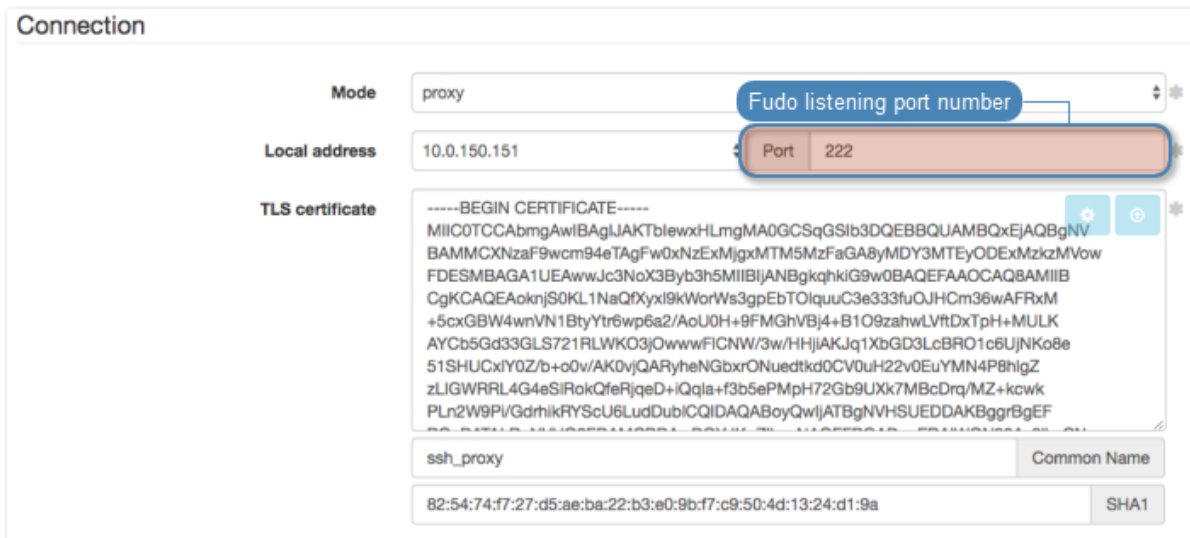 Connection
Mode
proxy
Fudo listening port number
Local address
10.0.150.151
Port
222
TLS certificate
-----BEGIN CERTIFICATE-----
MIIC0TCCAbmgAwIBAgIJAKTblewxHLmgMA0GCSqGSIb3DQEBBQUAMBQxEjAQBgNV
BAMMCXNzaF9wcm94eTAgFw0xNzExMjgxMTM5MzFaGA8yMDY3MTEyODExMzkzMVow
FDESMBAGA1UEAwwJc3NoX3Byb3h5MIIBIjANBgkqhkiG9w0BAQEFAAOCAQ8AMIIB
CgKCAQEAoknjS0KL1NaQfXyxl9kWorWs3gpEbTOlquuC3e333fuOJHCm36wAFRxM
+5cxGBW4wnVN1BtyYtr6wp6a2/AoU0H+9FMGhVBj4+B1O9zahwLVftDxTpH+MULK
AYCb5Gd33GLS721RLWKO3jOwwwFICNW/3w/HHjiAKJq1XbGD3LcBRO1c6UjNKo8e
51SHUCxlY0Z/b+o0v/AK0vjQARyheNGbxrONuedtkd0CV0uH22v0EuYMN4P8hlgZ
zLIGWRRL4G4eSlRokQfeRjqeD+iQqla+f3b5ePMpH72Gb9UXk7MBcDrq/MZ+kcwk
PLn2W9Pi/GdrhikRYScU6LudDublCQIDAQABoyQwIjATBgNVHSUEDDAKBggrBgEF
ssh_proxy
Common Name
82:54:74:f7:27:d5:ae:ba:22:b3:e0:9b:f7:c9:50:4d:13:24:d1:9a
SHA1